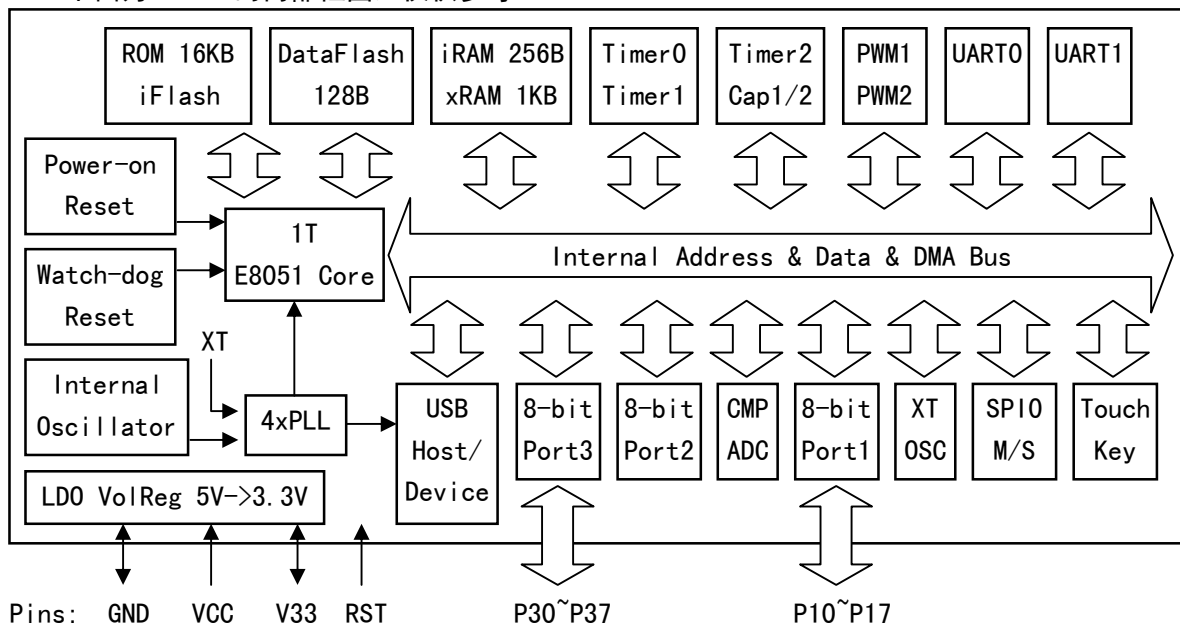 ROM 16KB
iFlash
DataFlash
128B
iRAM 256B
xRAM 1KB
Timer0
Timer1
Timer2
Cap1/2
PWM1
PWM2
UART0
UART1
Power-on
Reset
1T
E8051 Core
Internal Address & Data & DMA Bus
Watch-dog
Reset
XT
Internal
Oscillator
4xPLL
USB
Host/
Device
8-bit
Port3
8-bit
Port2
CMP
ADC
8-bit
Port1
XT
OSC
SPI0
M/S
Touch
Key
LDO VolReg 5V->3.3V
Pins: GND VCC V33 RST P30~P37 P10~P17